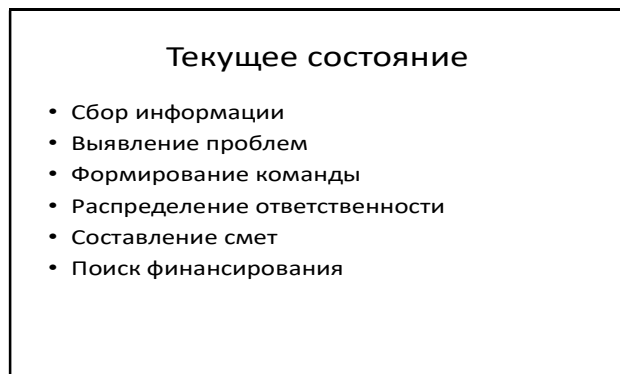 Текущее состояние
• Сбор информации
• Выявление проблем
• Формирование команды
• Распределение ответственности
• Составление смет
• Поиск финансирования